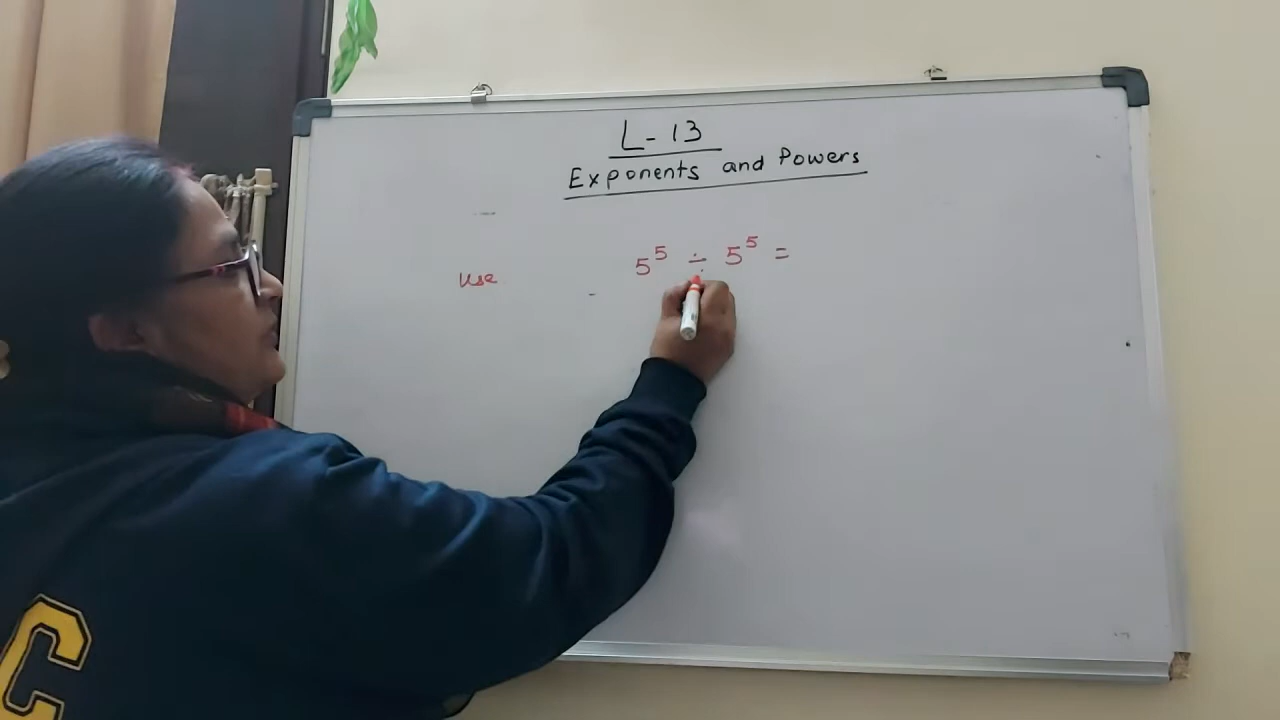 L-13
Exponents and Powers
5⁵ ÷ 5⁵ =
use
C